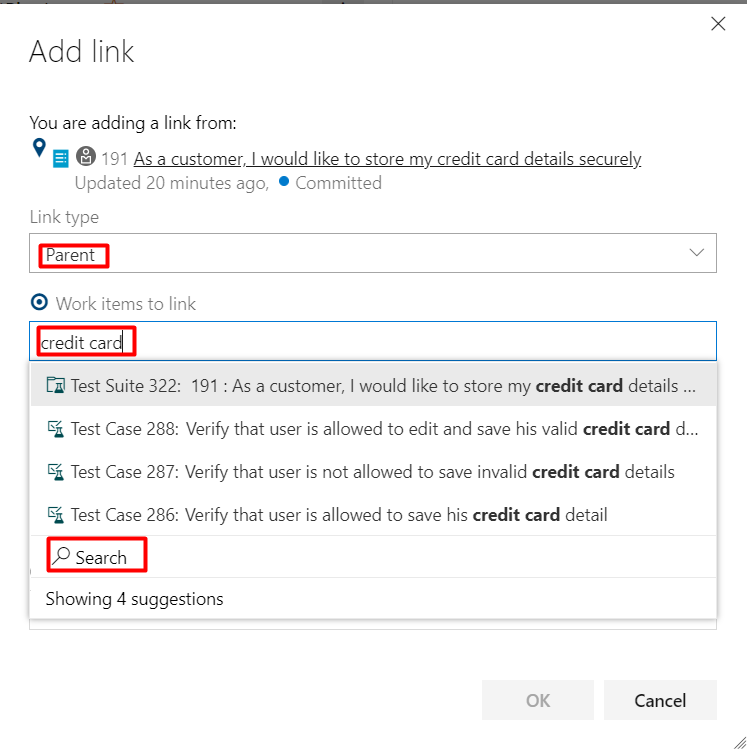 Add link
You are adding a link from:
191 As a customer, I would like to store my credit card details securely
Updated 20 minutes ago, Committed
Link type
Parent
Work items to link
credit card
Test Suite 322: 191 : As a customer, I would like to store my credit card details ...
Test Case 288: Verify that user is allowed to edit and save his valid credit card d...
Test Case 287: Verify that user is not allowed to save invalid credit card details
Test Case 286: Verify that user is allowed to save his credit card detail
Search
Showing 4 suggestions
OK Cancel